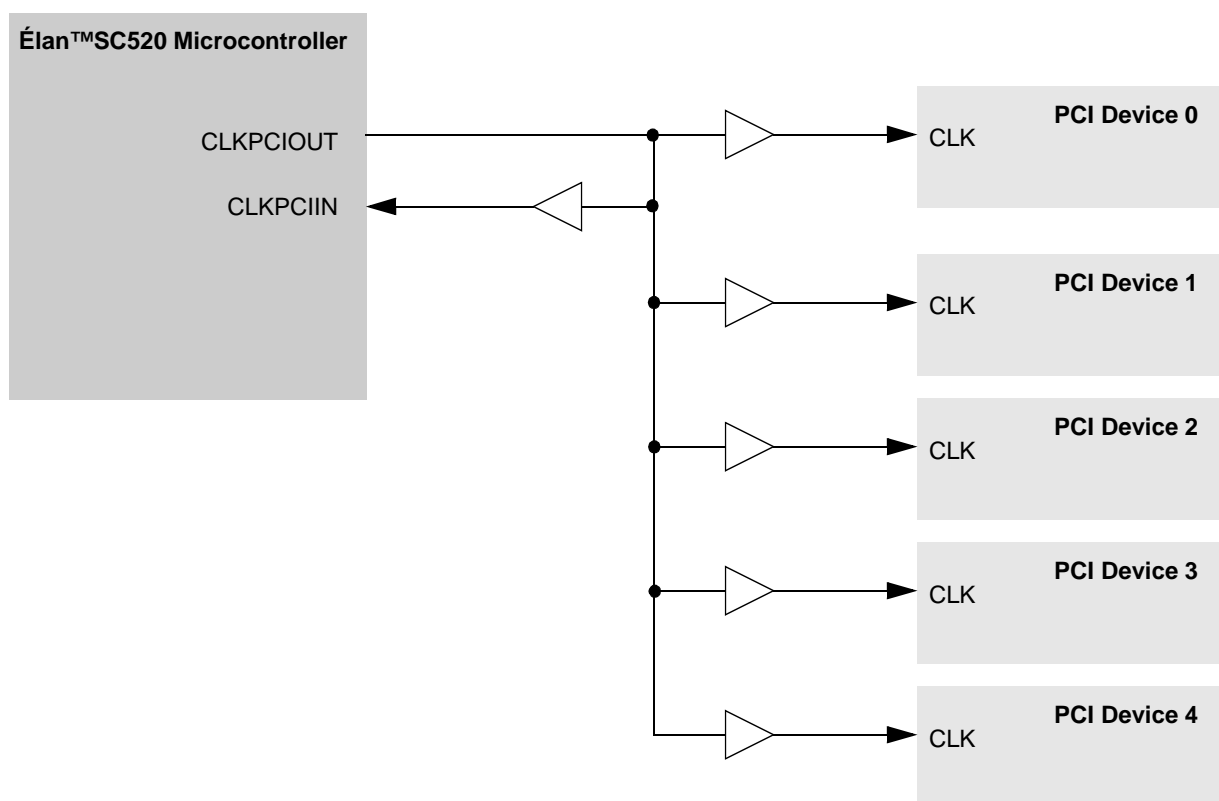 Élan™SC520 Microcontroller
CLKPCIOUT
CLKPCIIN
PCI Device 0
CLK
PCI Device 1
CLK
PCI Device 2
CLK
PCI Device 3
CLK
PCI Device 4
CLK